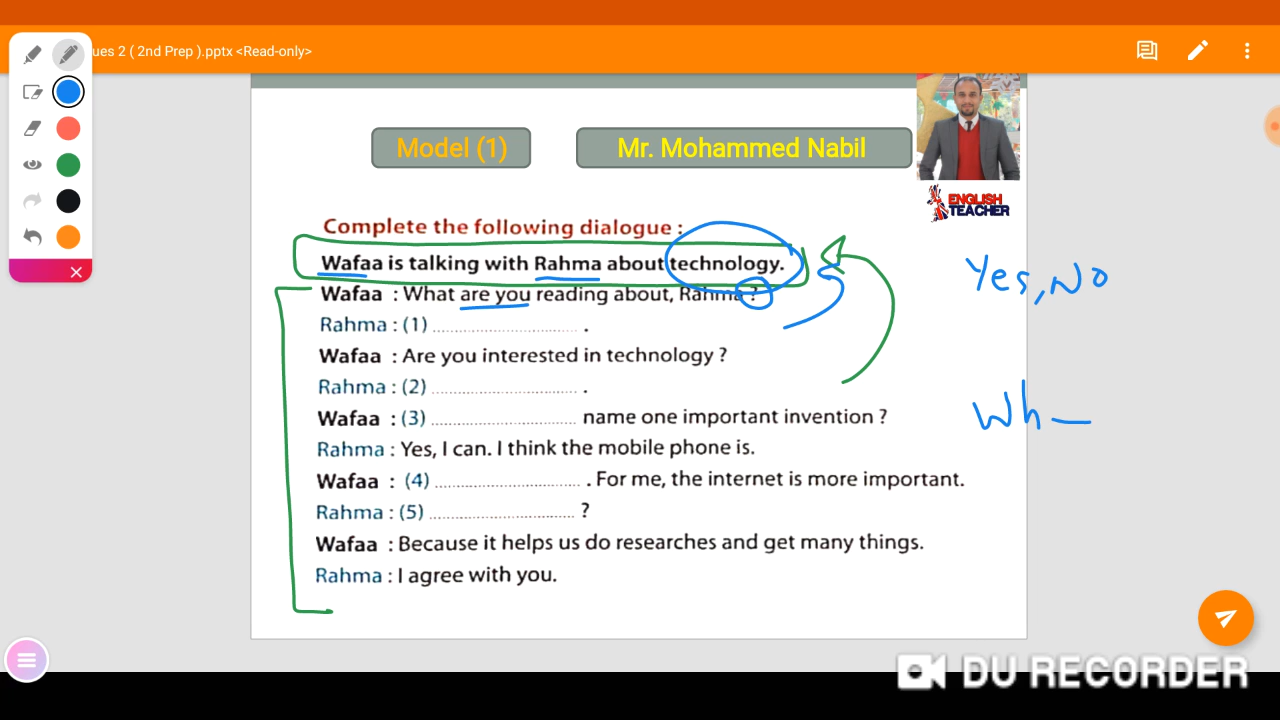 ues 2 ( 2nd Prep ).pptx <Read-only>
Model (1)
Mr. Mohammed Nabil
ENGLISH
TEACHER
Complete the following dialogue :
Wafaa is talking with Rahma about technology.
Wafaa : What are you reading about, Rahma ?
Rahma : (1) .............................. .
Wafaa : Are you interested in technology ?
Rahma : (2) .............................. .
Wafaa : (3) .............................. name one important invention ?
Rahma : Yes, I can. I think the mobile phone is.
Wafaa : (4) .............................. . For me, the internet is more important.
Rahma : (5) .............................. ?
Wafaa : Because it helps us do researches and get many things.
Rahma : I agree with you.
Yes, No
Wh _
DU RECORDER